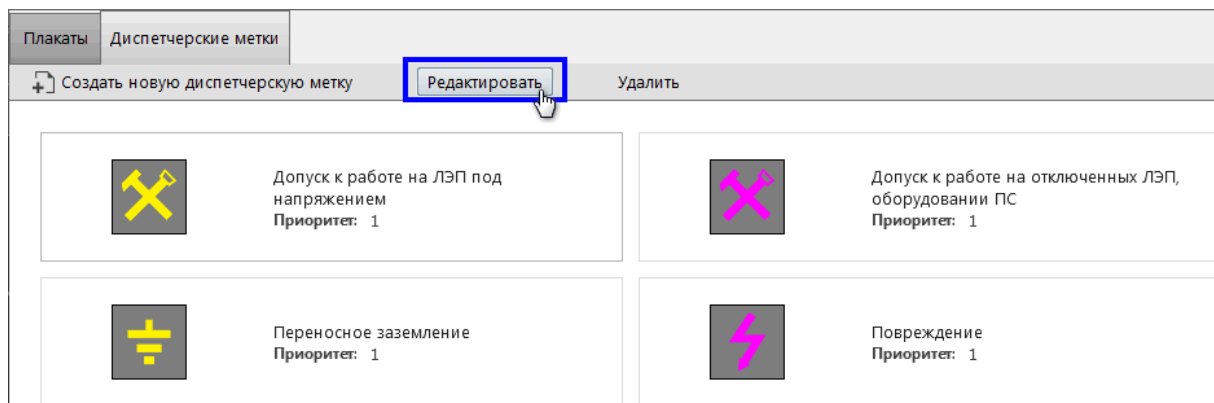 Плакаты Диспетчерские метки
Создать новую диспетчерскую метку Редактировать Удалить
Допуск к работе на ЛЭП под
напряжением
Приоритет: 1
Допуск к работе на отключенных ЛЭП,
оборудовании ПС
Приоритет: 1
Переносное заземление
Приоритет: 1
Повреждение
Приоритет: 1